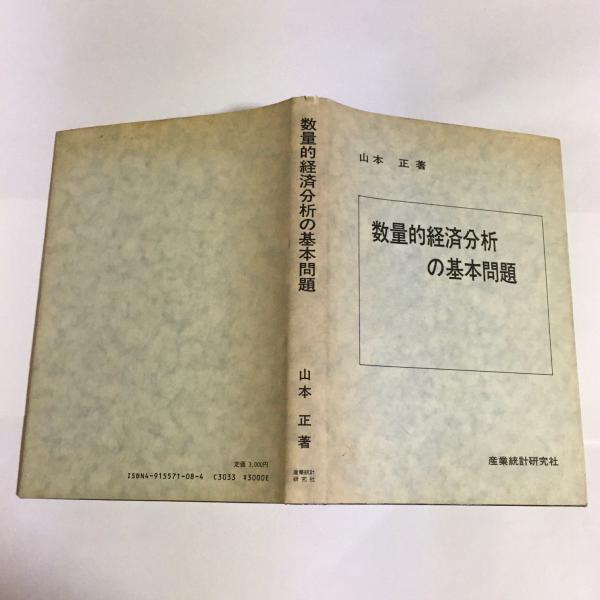 山本 正 著
数量的経済分析
の基本問題
産業統計研究社
数量的経済分析の基本問題
山本 正 著
産業統計
研究社
定価 3,000円
ISBN4-915571-08-4 C3033 ¥3000E